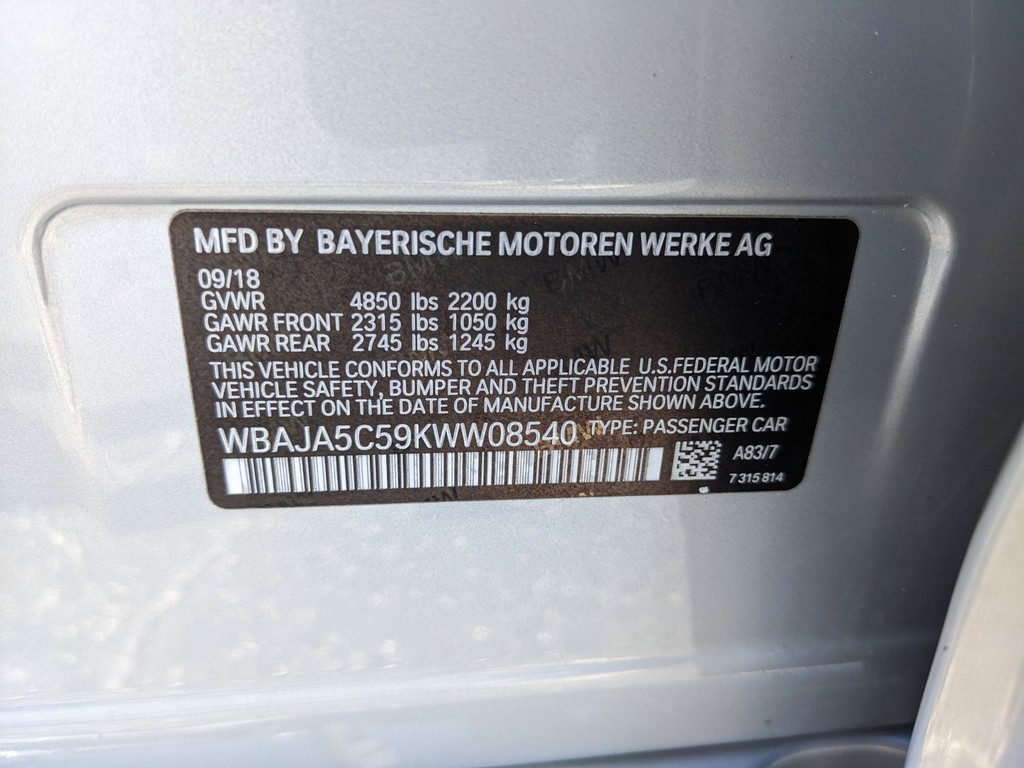 MFD BY BAYERISCHE MOTOREN WERKE AG
09/18
GVWR 4850 lbs 2200 kg
GAWR FRONT 2315 lbs 1050 kg
GAWR REAR 2745 lbs 1245 kg
THIS VEHICLE CONFORMS TO ALL APPLICABLE U.S.FEDERAL MOTOR
VEHICLE SAFETY, BUMPER AND THEFT PREVENTION STANDARDS
IN EFFECT ON THE DATE OF MANUFACTURE SHOWN ABOVE.
WBAJA5C59KWW08540 TYPE: PASSENGER CAR
A83/7
7 315 814